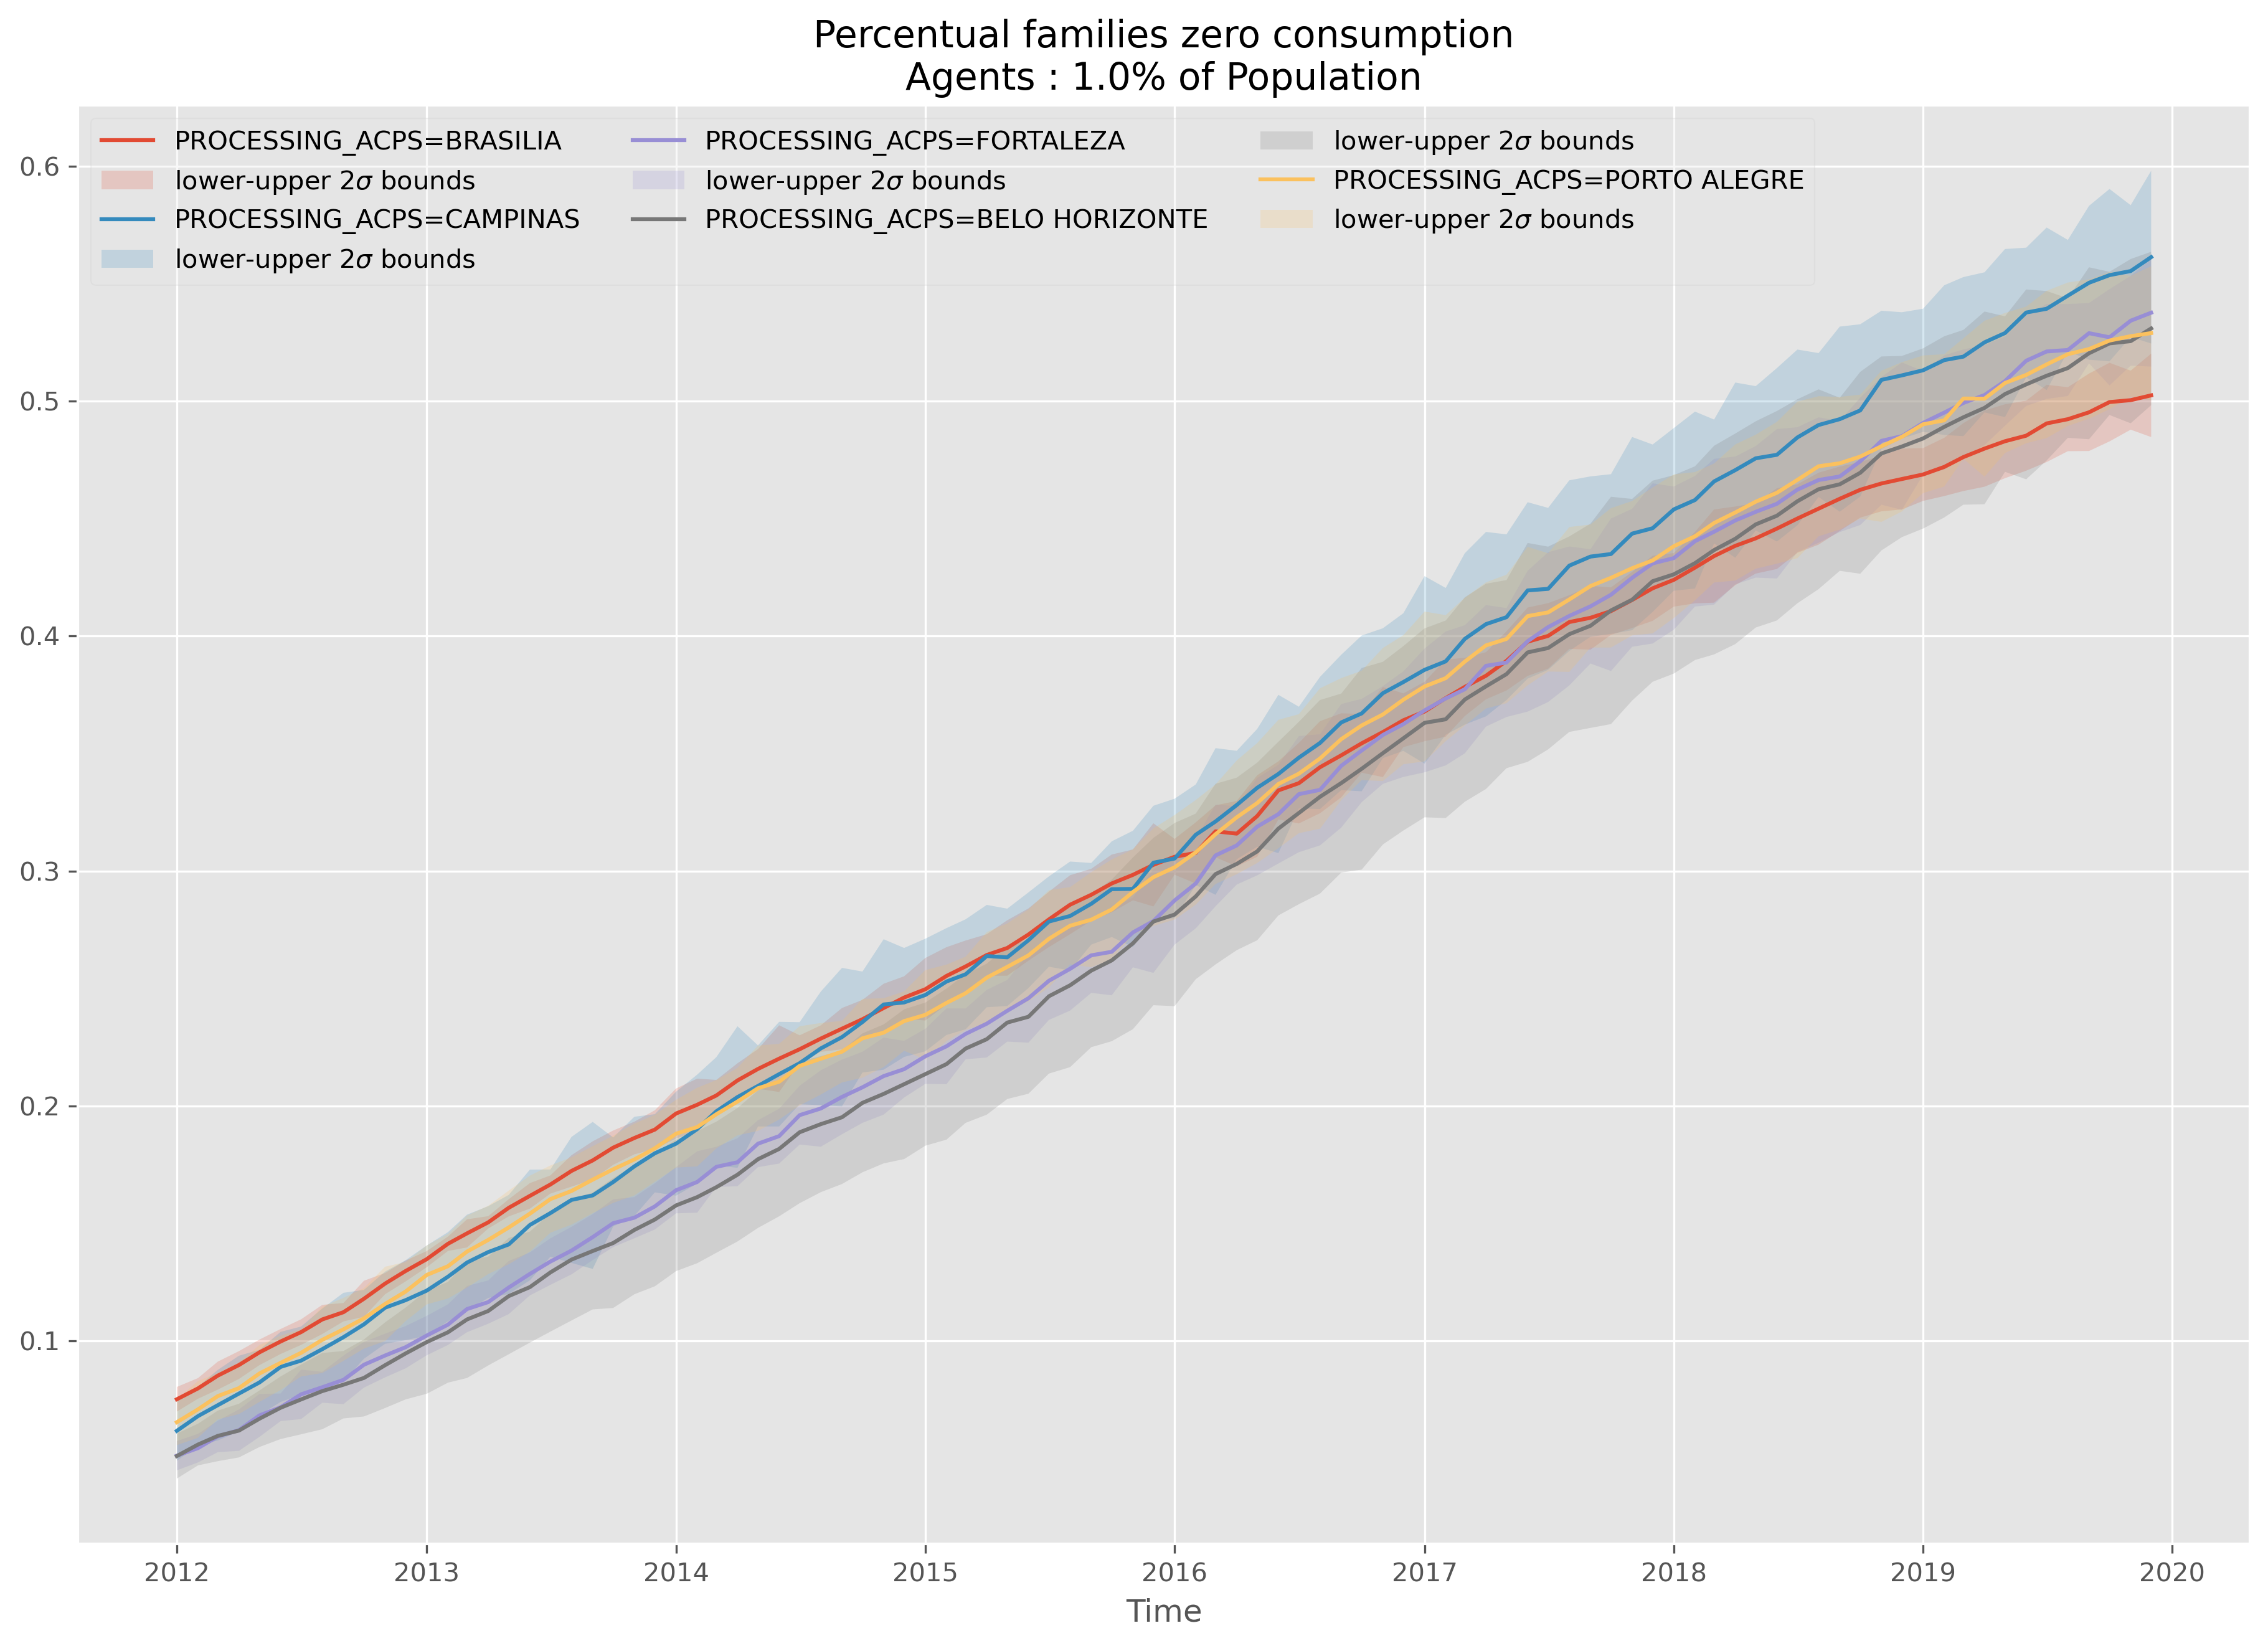 Percentual families zero consumption
Agents : 1.0% of Population
PROCESSING_ACPS=BRASILIA
lower-upper 2σ bounds
PROCESSING_ACPS=CAMPINAS
lower-upper 2σ bounds
PROCESSING_ACPS=FORTALEZA
lower-upper 2σ bounds
PROCESSING_ACPS=BELO HORIZONTE
lower-upper 2σ bounds
PROCESSING_ACPS=PORTO ALEGRE
lower-upper 2σ bounds
0.6
0.5
0.4
0.3
0.2
0.1
2012 2013 2014 2015 2016 2017 2018 2019 2020
Time